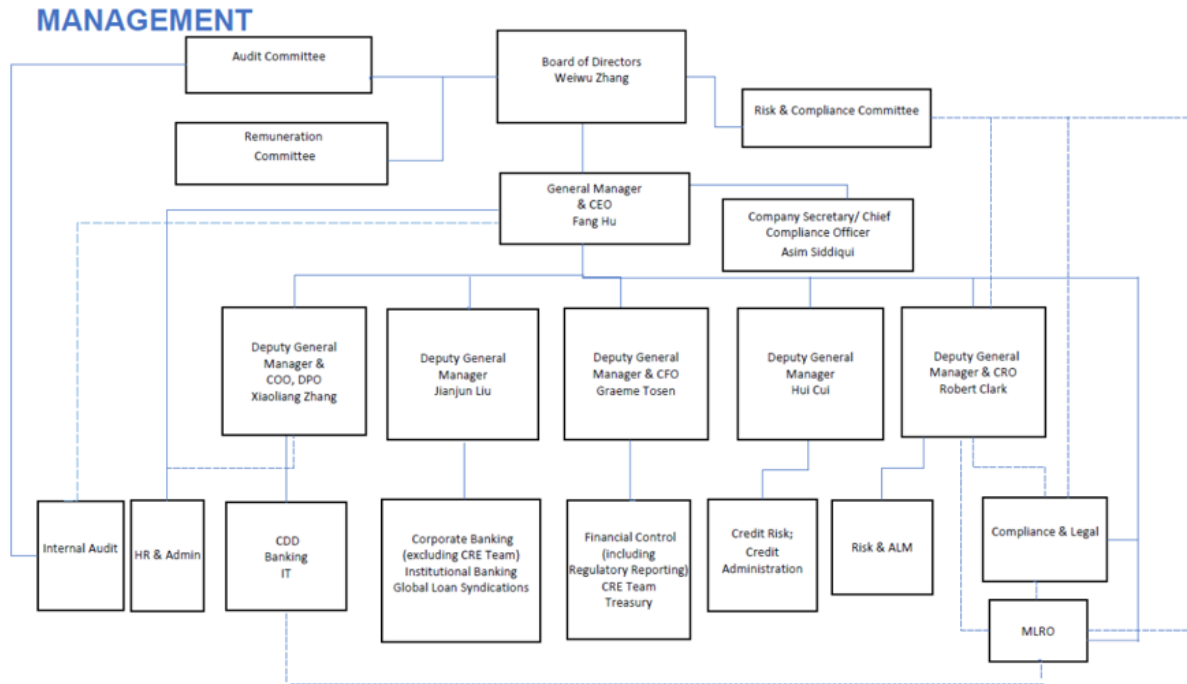 MANAGEMENT
Audit Committee
Board of Directors
Weiwu Zhang
Risk & Compliance Committee
Remuneration
Committee
General Manager
& CEO
Fang Hu
Company Secretary/ Chief
Compliance Officer
Asim Siddiqui
Deputy General
Manager &
COO, DPO
Xiaoliang Zhang
Deputy General
Manager
Jianjun Liu
Deputy General
Manager & CFO
Graeme Tosen
Deputy General
Manager
Hui Cui
Deputy General
Manager & CRO
Robert Clark
Internal Audit
HR & Admin
CDD
Banking
IT
Corporate Banking
(excluding CRE Team)
Institutional Banking
Global Loan Syndications
Financial Control
(including
Regulatory Reporting)
CRE Team
Treasury
Credit Risk;
Credit
Administration
Risk & ALM
Compliance & Legal
MLRO